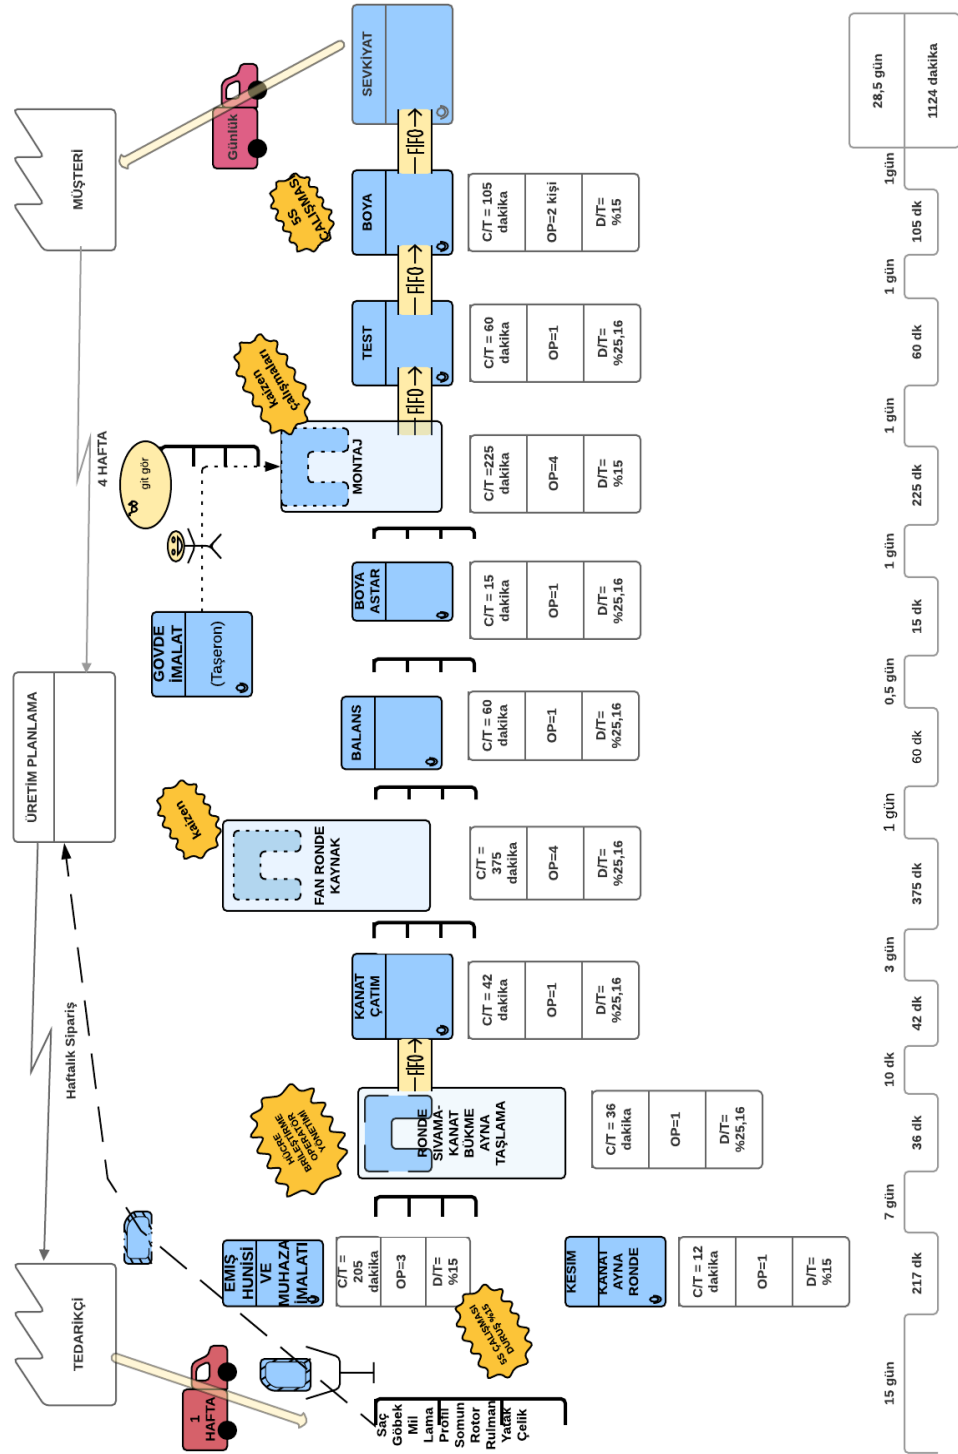 TEDARİKÇİ
ÜRETİM PLANLAMA
MÜŞTERİ
Haftalık Sipariş
4 HAFTA
1
HAFTA
Günlük
GÖVDE
İMALAT
(Taşeron)
git gör
kaizen
kaizen
çalışmaları
5S
ÇALIŞMASI
HÜCRE
BRİLEŞTİRME
OPERATÖR
YÖNETİMİ
5S ÇALIŞMASI
DURUŞ %15
Saç
Göbek
Mil
Lama
Profil
Somun
Rotor
Rulman
Yatak
Çelik
EMİŞ
HUNİSİ
VE
MUHAZA
İMALATI
C/T =
205
dakika
OP=3
D/T=
%15
KESİM
KANAT
AYNA
RONDE
C/T = 12
dakika
OP=1
D/T=
%15
RONDE
SIVAMA-
KANAT
BÜKME
AYNA
TAŞLAMA
C/T = 36
dakika
OP=1
D/T=
%25,16
FIFO
KANAT
ÇATIM
C/T = 42
dakika
OP=1
D/T=
%25,16
FAN RONDE
KAYNAK
C/T =
375
dakika
OP=4
D/T=
%25,16
BALANS
C/T = 60
dakika
OP=1
D/T=
%25,16
BOYA
ASTAR
C/T = 15
dakika
OP=1
D/T=
%25,16
MONTAJ
C/T =225
dakika
OP=4
D/T=
%15
FIFO
TEST
C/T = 60
dakika
OP=1
D/T=
%25,16
FIFO
BOYA
C/T = 105
dakika
OP=2 kişi
D/T=
%15
FIFO
SEVKİYAT
15 gün
217 dk
7 gün
36 dk
10 dk
42 dk
3 gün
375 dk
1 gün
60 dk
0,5 gün
15 dk
1 gün
225 dk
1 gün
60 dk
1 gün
105 dk
1gün
28,5 gün
1124 dakika